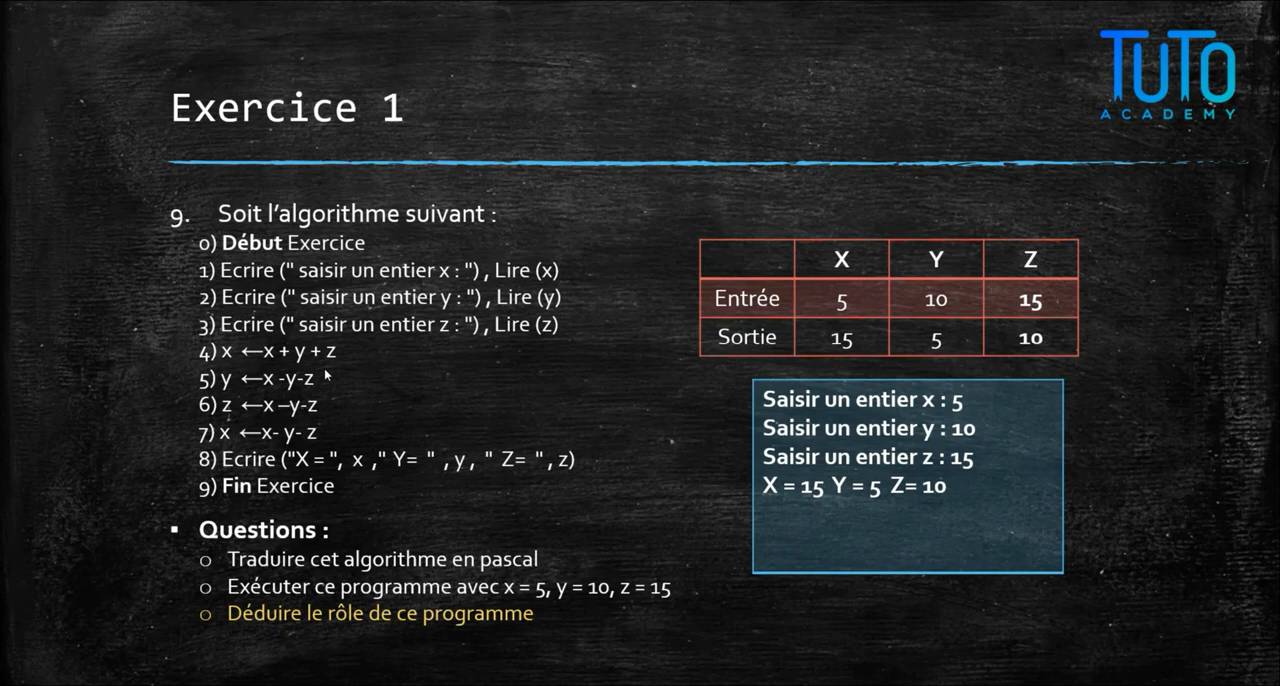 TUTO
ACADEMY
Exercice 1
9. Soit l'algorithme suivant :
0) Début Exercice
1) Ecrire (" saisir un entier x : ") , Lire (x)
2) Ecrire (" saisir un entier y : ") , Lire (y)
3) Ecrire (" saisir un entier z : ") , Lire (z)
4) x ←x + y + z
5) y ←x -y-z
6) z ←x –y-z
7) x ←x- y- z
8) Ecrire ("X = ", x ," Y= " , y , " Z= " , z)
9) Fin Exercice
▪ Questions :
o Traduire cet algorithme en pascal
o Exécuter ce programme avec x = 5, y = 10, z = 15
o Déduire le rôle de ce programme
X Y Z
Entrée 5 10 15
Sortie 15 5 10
Saisir un entier x : 5
Saisir un entier y : 10
Saisir un entier z : 15
X = 15 Y = 5 Z= 10